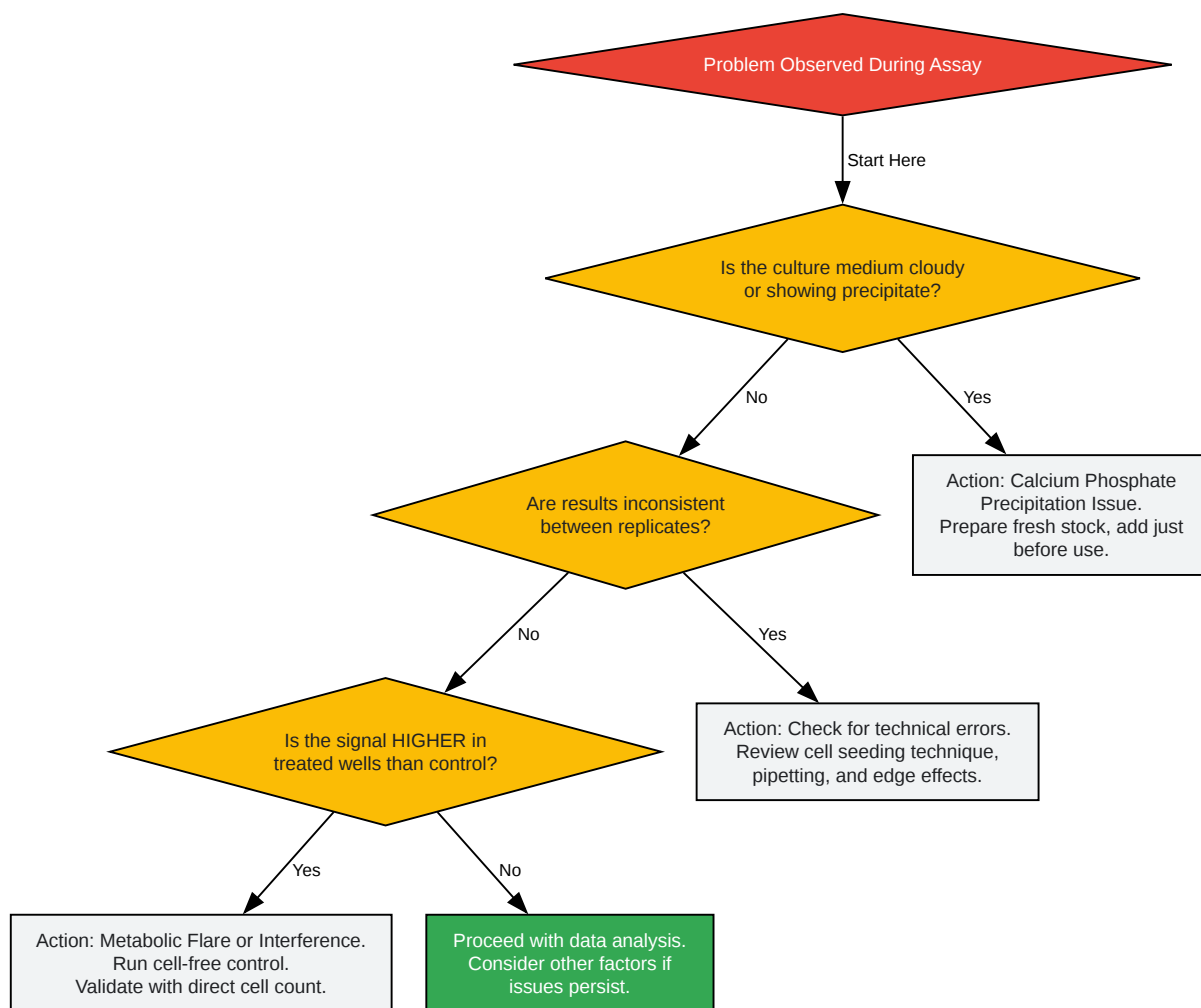 Problem Observed During Assay
Start Here
Is the culture medium cloudy
or showing precipitate?
No
Yes
Are results inconsistent
between replicates?
Action: Calcium Phosphate
Precipitation Issue.
Prepare fresh stock, add just
before use.
No
Yes
Is the signal HIGHER in
treated wells than control?
Action: Check for technical errors.
Review cell seeding technique,
pipetting, and edge effects.
Yes
No
Action: Metabolic Flare or Interference.
Run cell-free control.
Validate with direct cell count.
Proceed with data analysis.
Consider other factors if
issues persist.